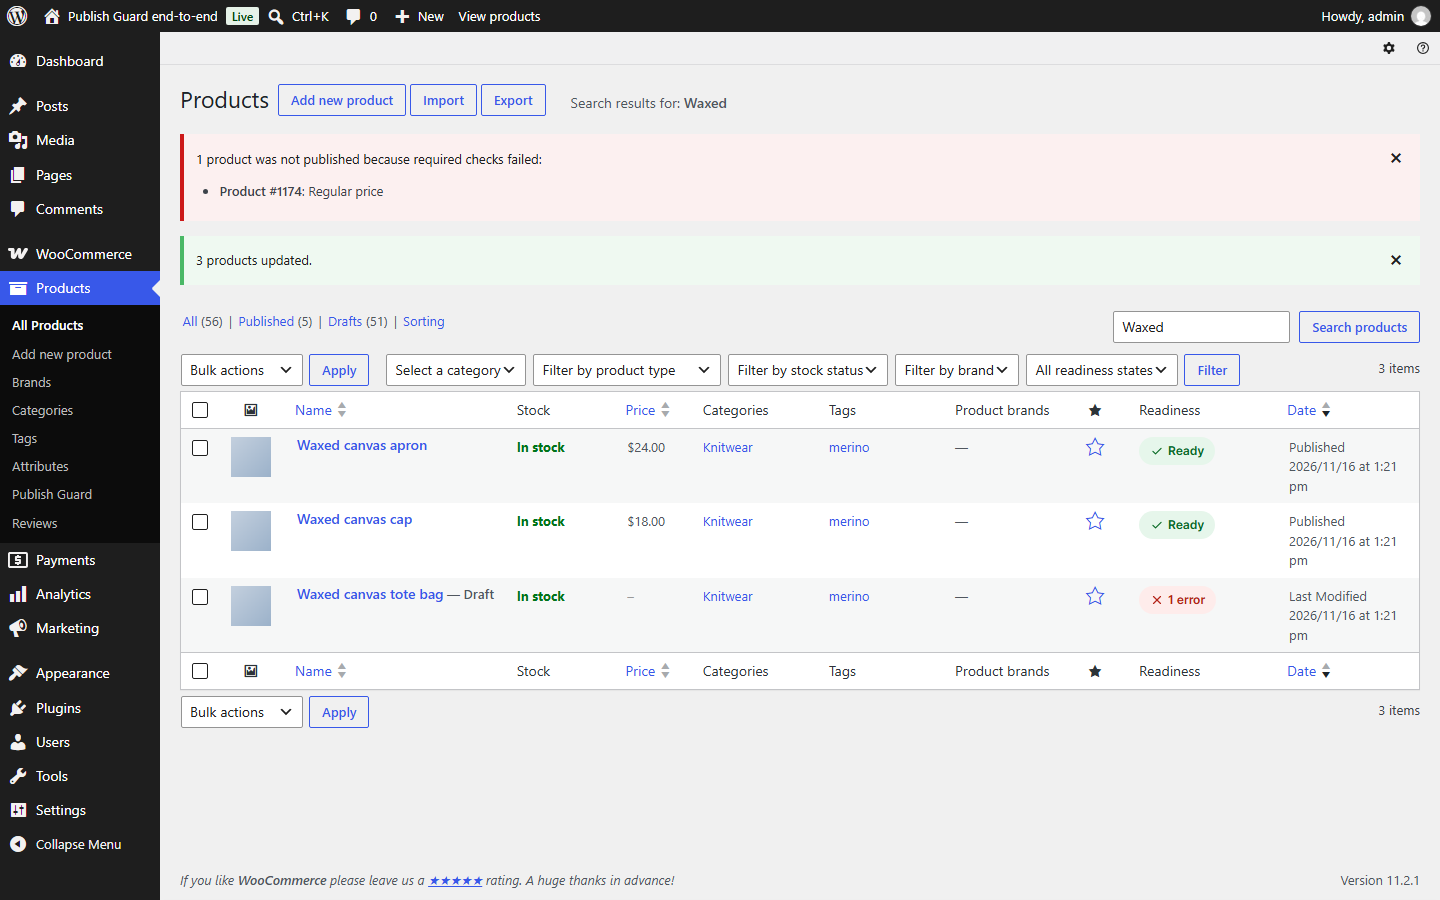 Publish Guard end-to-end Live Ctrl+K 0 New View products Howdy, admin
Dashboard
Posts
Media
Pages
Comments
WooCommerce
Products
All Products
Add new product
Brands
Categories
Tags
Attributes
Publish Guard
Reviews
Payments
Analytics
Marketing
Appearance
Plugins
Users
Tools
Settings
Collapse Menu
Products Add new product Import Export Search results for: Waxed
1 product was not published because required checks failed:
• Product #1174: Regular price
3 products updated.
All (56) | Published (5) | Drafts (51) | Sorting
Waxed Search products
Bulk actions Apply Select a category Filter by product type Filter by stock status Filter by brand All readiness states Filter 3 items
Name Stock Price Categories Tags Product brands Readiness Date
Waxed canvas apron In stock $24.00 Knitwear merino — Ready Published
2026/11/16 at 1:21
pm
Waxed canvas cap In stock $18.00 Knitwear merino — Ready Published
2026/11/16 at 1:21
pm
Waxed canvas tote bag — Draft In stock – Knitwear merino — 1 error Last Modified
2026/11/16 at 1:21
pm
Name Stock Price Categories Tags Product brands Readiness Date
Bulk actions Apply 3 items
If you like WooCommerce please leave us a ★★★★★ rating. A huge thanks in advance! Version 11.2.1